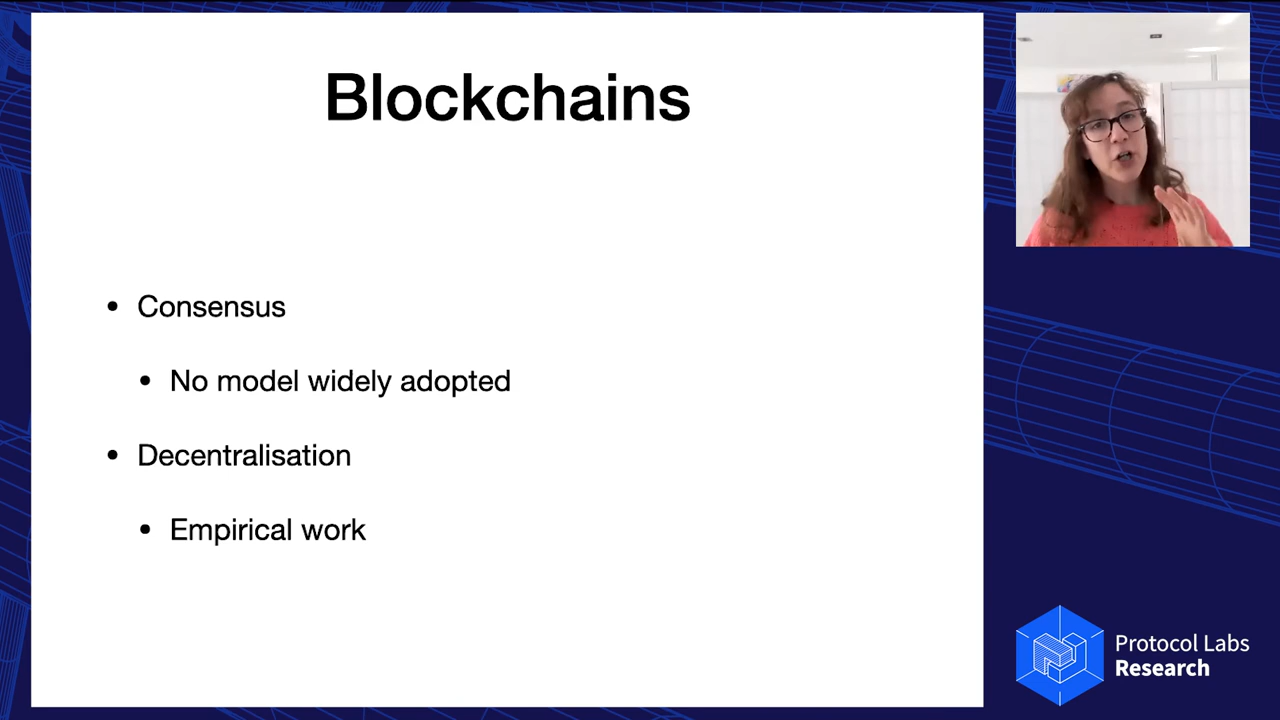 Blockchains
• Consensus
• No model widely adopted
• Decentralisation
• Empirical work
Protocol Labs
Research